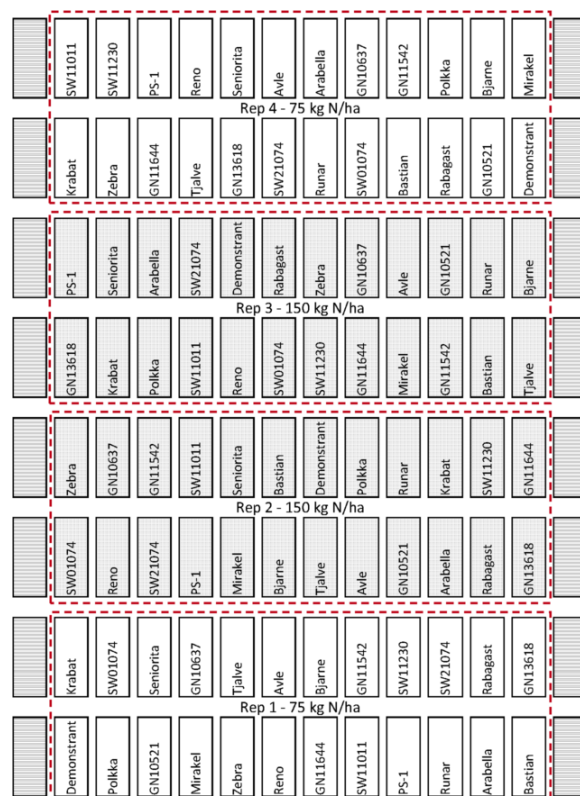 SW11011 SW11230 PS-1 Reno Seniorita Avle Arabella GN10637 GN11542 Polkka Bjarne Mirakel
Rep 4 - 75 kg N/ha
Krabat Zebra GN11644 Tjalve GN13618 SW21074 Runar SW01074 Bastian Rabagast GN10521 Demonstrant
PS-1 Seniorita Arabella SW21074 Demonstrant Rabagast Zebra GN10637 Avle GN10521 Runar Bjarne
Rep 3 - 150 kg N/ha
GN13618 Krabat Polkka SW11011 Reno SW01074 SW11230 GN11644 Mirakel GN11542 Bastian Tjalve
Zebra GN10637 GN11542 SW11011 Seniorita Bastian Demonstrant Polkka Runar Krabat SW11230 GN11644
Rep 2 - 150 kg N/ha
SW01074 Reno SW21074 PS-1 Mirakel Bjarne Tjalve Avle GN10521 Arabella Rabagast GN13618
Krabat SW01074 Seniorita GN10637 Tjalve Avle Bjarne GN11542 SW11230 SW21074 Rabagast GN13618
Rep 1 - 75 kg N/ha
Demonstrant Polkka GN10521 Mirakel Zebra Reno GN11644 SW11011 PS-1 Runar Arabella Bastian